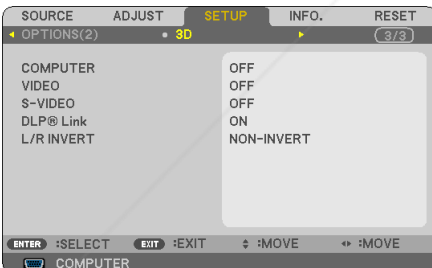 SOURCE ADJUST SETUP INFO. RESET
OPTIONS(2) 3D 3/3
COMPUTER OFF
VIDEO OFF
S-VIDEO OFF
DLP® Link ON
L/R INVERT NON-INVERT
ENTER :SELECT EXIT :EXIT :MOVE :MOVE
COMPUTER